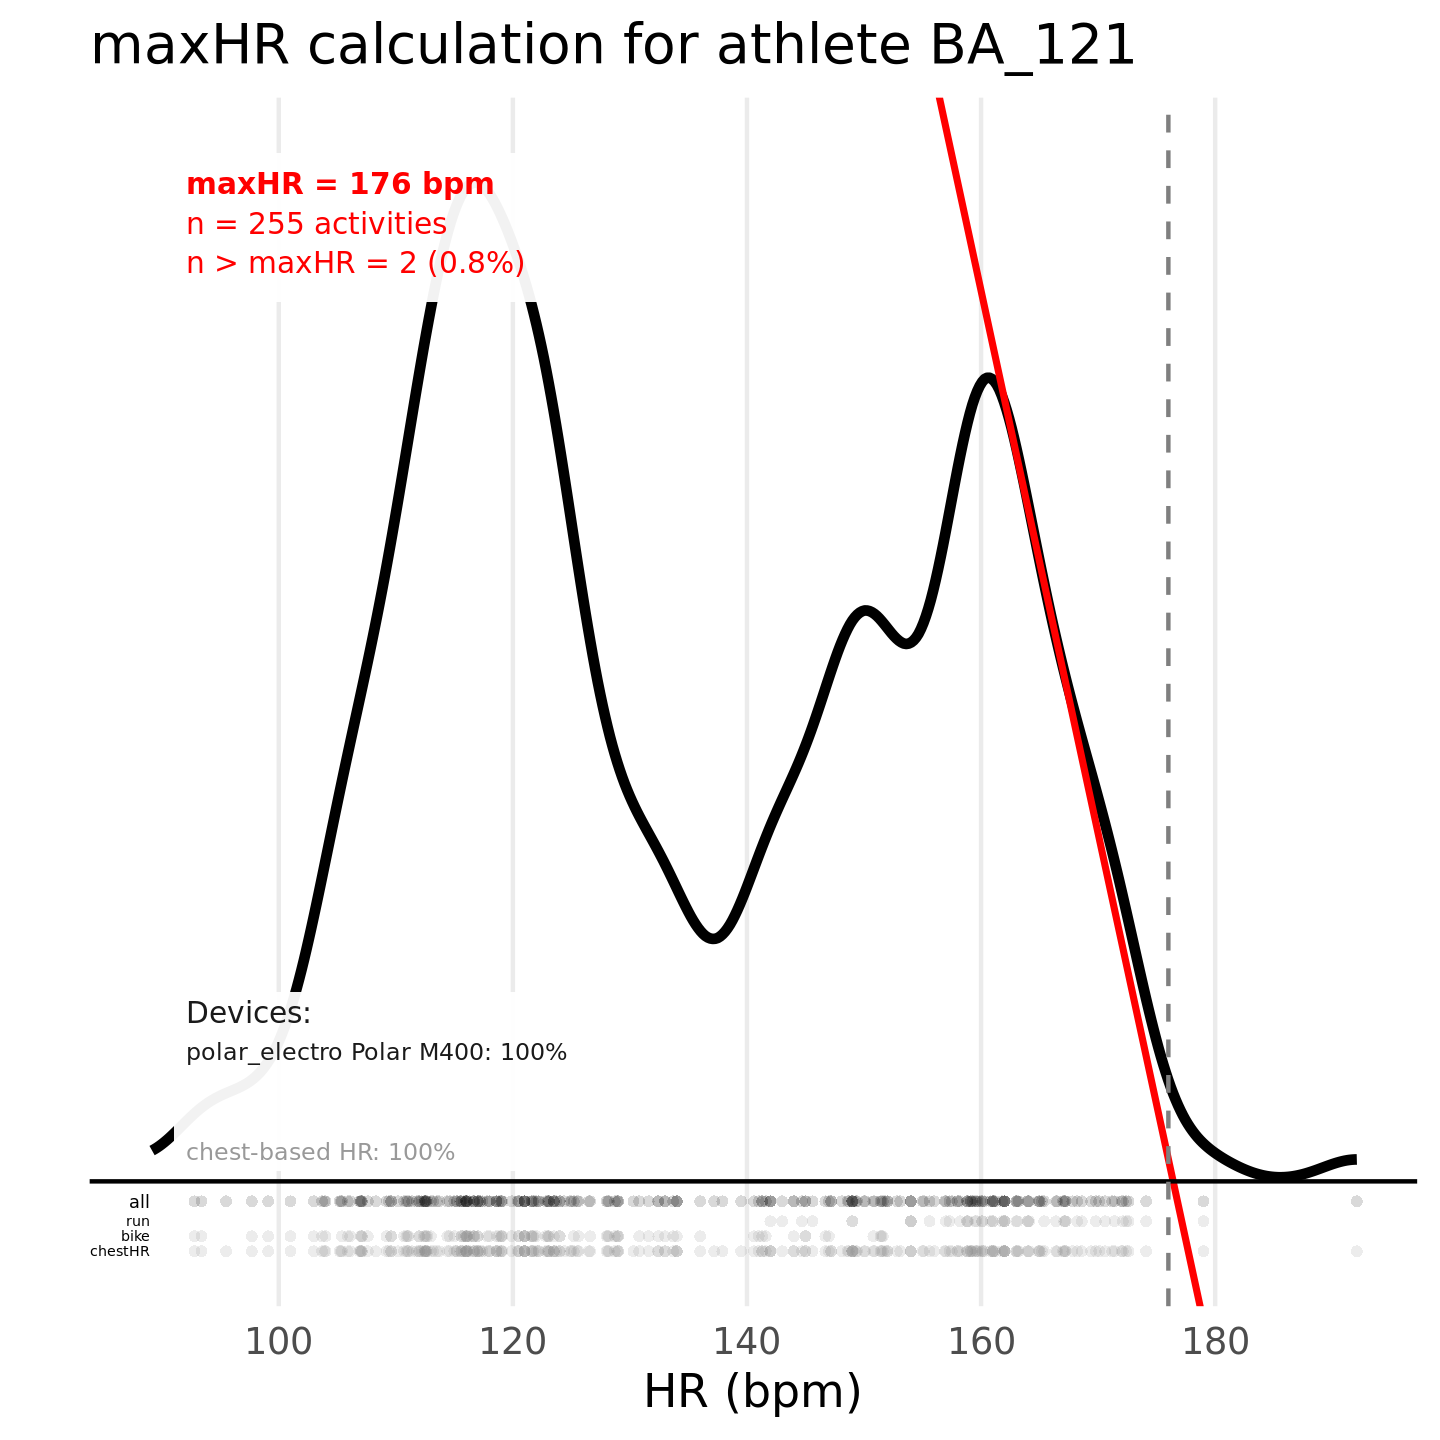 maxHR calculation for athlete BA_121
maxHR = 176 bpm
n = 255 activities
n > maxHR = 2 (0.8%)
Devices:
polar_electro Polar M400: 100%
chest-based HR: 100%
all
run
bike
chestHR
100 120 140 160 180
HR (bpm)